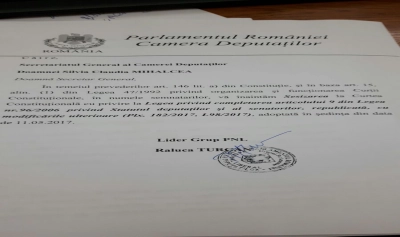 Parlamentul României
Camera Deputaților
ROMÂNIA
Către,
Secretariatul General al Camerei Deputaților
Doamnei Silvia Claudia MIHALCEA
Doamnei Secretar General,
În temeiul prevederilor art. 146 lit. a) din Constituție, și în baza art. 15,
alin. (1) din Legea 47/1992 privind organizarea și funcționarea Curții
Constituționale, în numele semnatarilor, vă înaintăm Sesizarea la Curtea
Constituțională cu privire la Legea privind completarea articolului 9 din Legea
nr.96/2006 privind Statutul deputaților și al senatorilor, republicată, cu
modificările ulterioare (Plx. 182/2017, L98/2017), adoptată în ședința din data
de 11.05.2017.
Lider Grup PNL
Raluca TURCAN